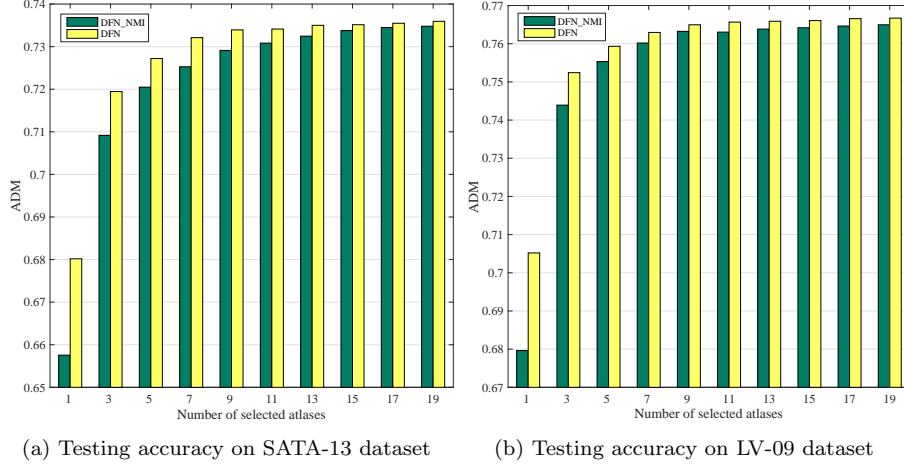 DFN_NMI
DFN
ADM
0.74
0.73
0.72
0.71
0.7
0.69
0.68
0.67
0.66
0.65
1 3 5 7 9 11 13 15 17 19
Number of selected atlases
(a) Testing accuracy on SATA-13 dataset
DFN_NMI
DFN
ADM
0.77
0.76
0.75
0.74
0.73
0.72
0.71
0.7
0.69
0.68
0.67
1 3 5 7 9 11 13 15 17 19
Number of selected atlases
(b) Testing accuracy on LV-09 dataset